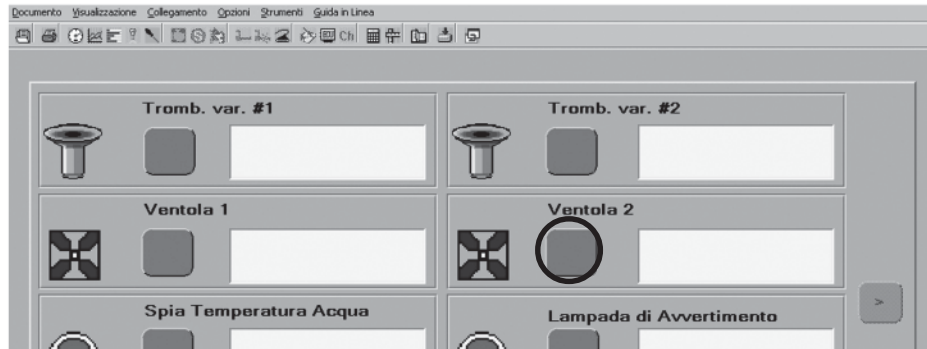 Documento Visualizzazione Collegamento Opzioni Strumenti Guida in Linea
Ch
Tromb. var. #1
Tromb. var. #2
Ventola 1
Ventola 2
Spia Temperatura Acqua
Lampada di Avvertimento
>